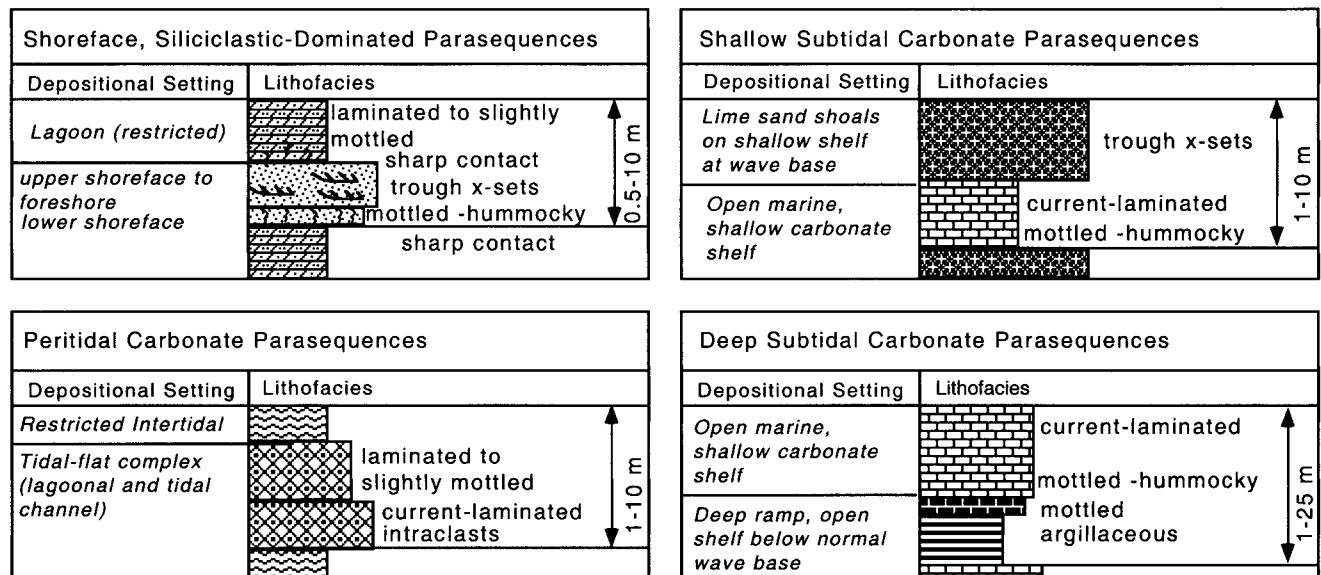 Shoreface, Siliciclastic-Dominated Parasequences
Depositional Setting
Lithofacies
Lagoon (restricted)
upper shoreface to
foreshore
lower shoreface
laminated to slightly
mottled
sharp contact
trough x-sets
mottled -hummocky
sharp contact
0.5-10 m
Shallow Subtidal Carbonate Parasequences
Depositional Setting
Lithofacies
Lime sand shoals
on shallow shelf
at wave base
Open marine,
shallow carbonate
shelf
trough x-sets
current-laminated
mottled -hummocky
1-10 m
Peritidal Carbonate Parasequences
Depositional Setting
Lithofacies
Restricted Intertidal
Tidal-flat complex
(lagoonal and tidal
channel)
laminated to
slightly mottled
current-laminated
intraclasts
1-10 m
Deep Subtidal Carbonate Parasequences
Depositional Setting
Lithofacies
Open marine,
shallow carbonate
shelf
Deep ramp, open
shelf below normal
wave base
current-laminated
mottled -hummocky
mottled
argillaceous
1-25 m